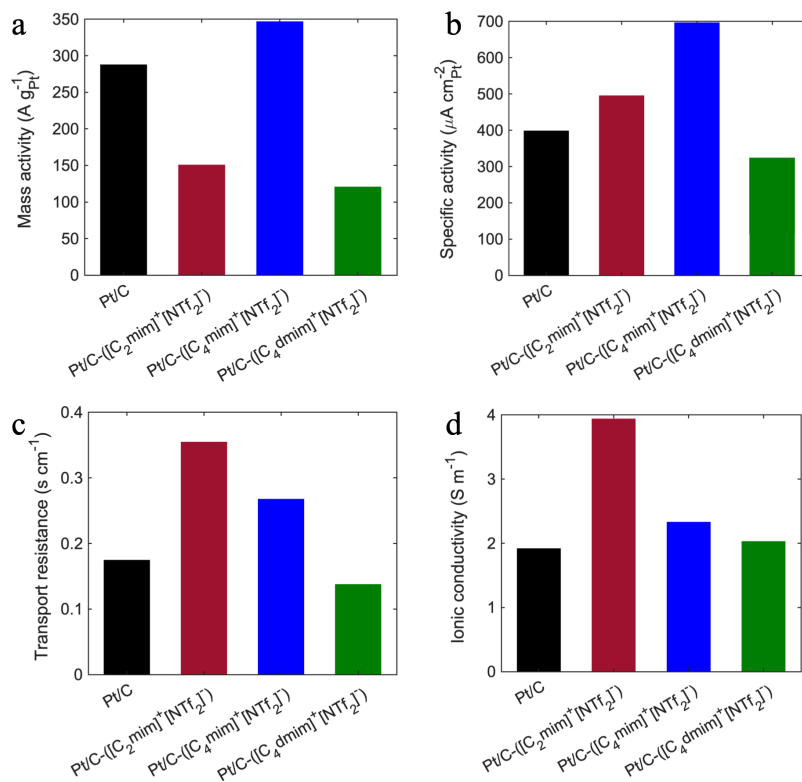 a
Mass activity (A g⁻¹Pt)
350
300
250
200
150
100
50
0
Pt/C
Pt/C-([C₂mim]⁺[NTf₂]⁻)
Pt/C-([C₄mim]⁺[NTf₂]⁻)
Pt/C-([C₄dmim]⁺[NTf₂]⁻)
b
Specific activity (μA cm⁻²Pt)
700
600
500
400
300
200
100
0
Pt/C
Pt/C-([C₂mim]⁺[NTf₂]⁻)
Pt/C-([C₄mim]⁺[NTf₂]⁻)
Pt/C-([C₄dmim]⁺[NTf₂]⁻)
c
Transport resistance (s cm⁻¹)
0.4
0.3
0.2
0.1
0
Pt/C
Pt/C-([C₂mim]⁺[NTf₂]⁻)
Pt/C-([C₄mim]⁺[NTf₂]⁻)
Pt/C-([C₄dmim]⁺[NTf₂]⁻)
d
Ionic conductivity (S m⁻¹)
4
3
2
1
0
Pt/C
Pt/C-([C₂mim]⁺[NTf₂]⁻)
Pt/C-([C₄mim]⁺[NTf₂]⁻)
Pt/C-([C₄dmim]⁺[NTf₂]⁻)